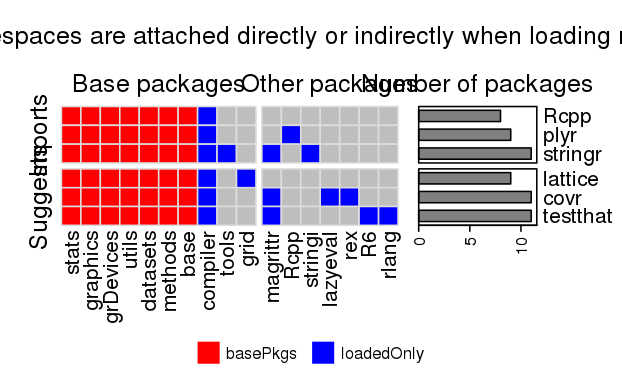 espaces are attached directly or indirectly when loading
Base packages
Other packages
Number of packages
Imports
Suggests
Rcpp
plyr
stringr
lattice
covr
testthat
stats
graphics
grDevices
utils
datasets
methods
base
compiler
tools
grid
magrittr
Rcpp
stringi
lazyeval
rex
R6
rlang
0
5
10
basePkgs
loadedOnly